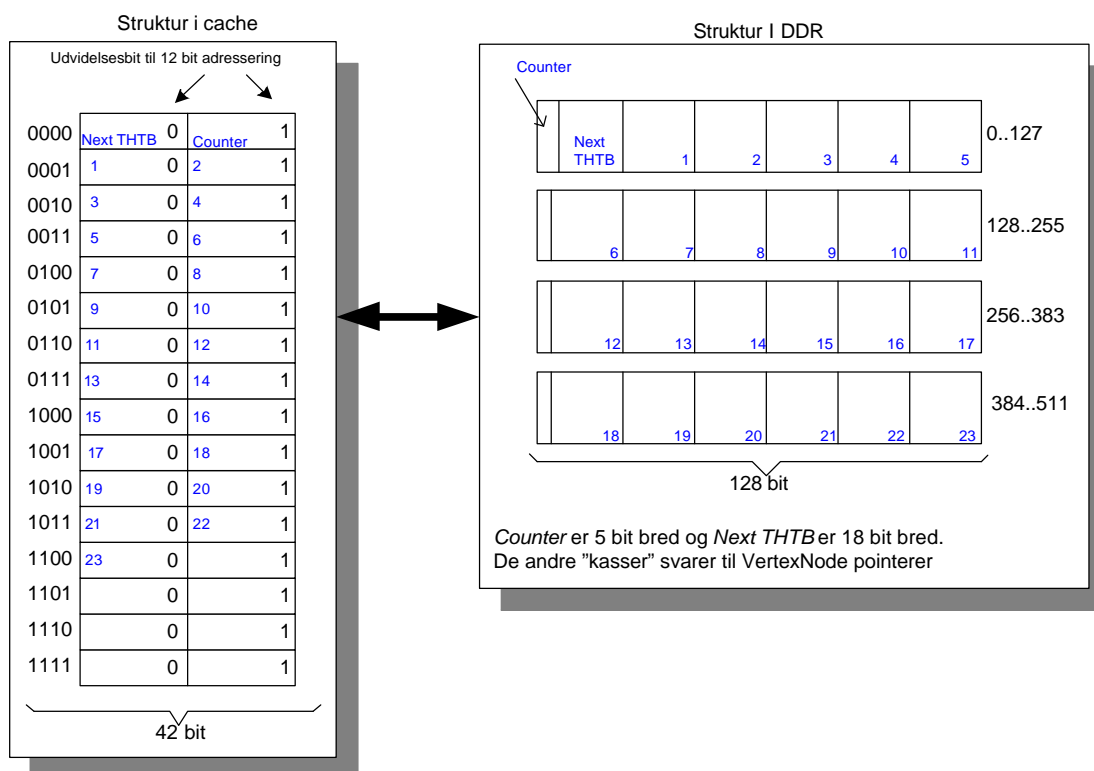 Struktur i cache
Udvidelsesbit til 12 bit adressering
0000 Next THTB 0 Counter 1
0001 1 0 2 1
0010 3 0 4 1
0011 5 0 6 1
0100 7 0 8 1
0101 9 0 10 1
0110 11 0 12 1
0111 13 0 14 1
1000 15 0 16 1
1001 17 0 18 1
1010 19 0 20 1
1011 21 0 22 1
1100 23 0 1
1101 0 1
1110 0 1
1111 0 1
42 bit
Struktur I DDR
Counter
Next
THTB 1 2 3 4 5 0..127
6 7 8 9 10 11 128..255
12 13 14 15 16 17 256..383
18 19 20 21 22 23 384..511
128 bit
Counter er 5 bit bred og Next THTB er 18 bit bred.
De andre ”kasser” svarer til VertexNode pointerer